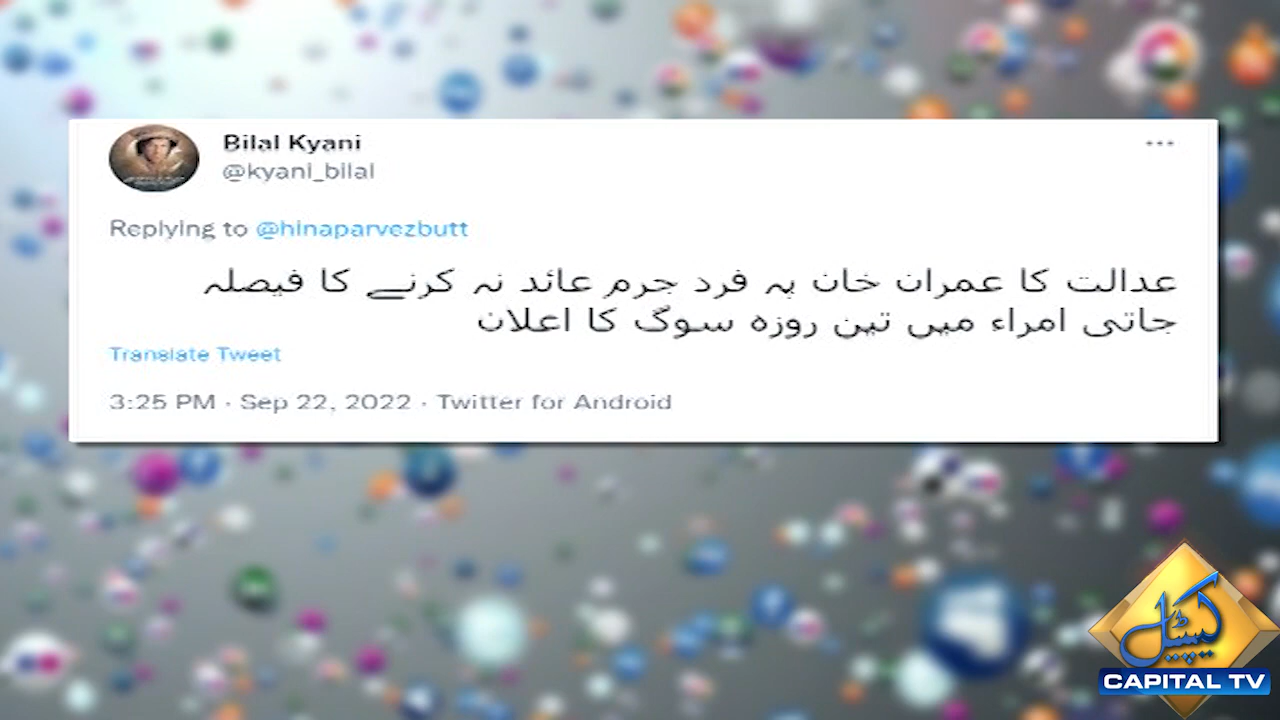 Bilal Kyani
@kyani_bilal
Replying to @hinaparvezbutt
عدالت کا عمران خان پہ فرد جرم عائد نہ کرنے کا فیصلہ
جاتی امراء میں تین روزہ سوگ کا اعلان
Translate Tweet
3:25 PM · Sep 22, 2022 · Twitter for Android
کیپیٹل
CAPITAL TV